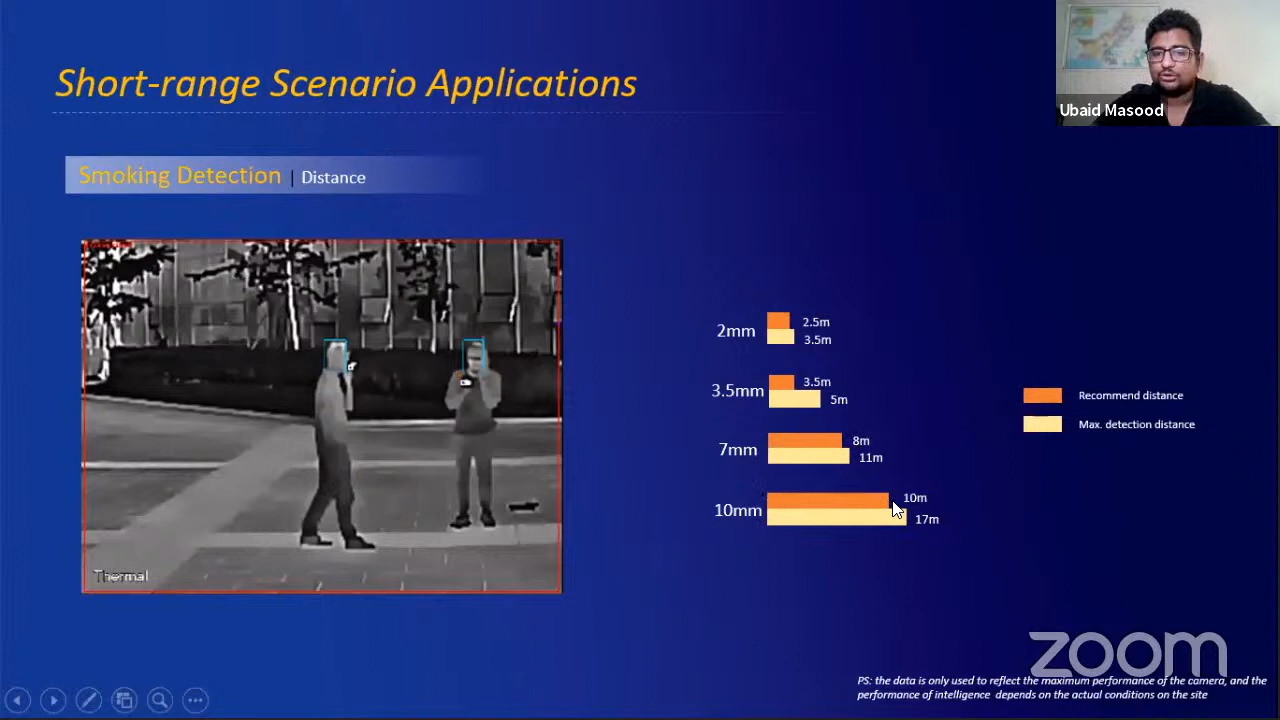 Short-range Scenario Applications
Ubaid Masood
Smoking Detection | Distance
2mm
2.5m
3.5m
3.5mm
3.5m
5m
7mm
8m
11m
10mm
10m
17m
Recommend distance
Max. detection distance
Thermal
zoom
PS: the data is only used to reflect the maximum performance of the camera, and the
performance of intelligence depends on the actual conditions on the site